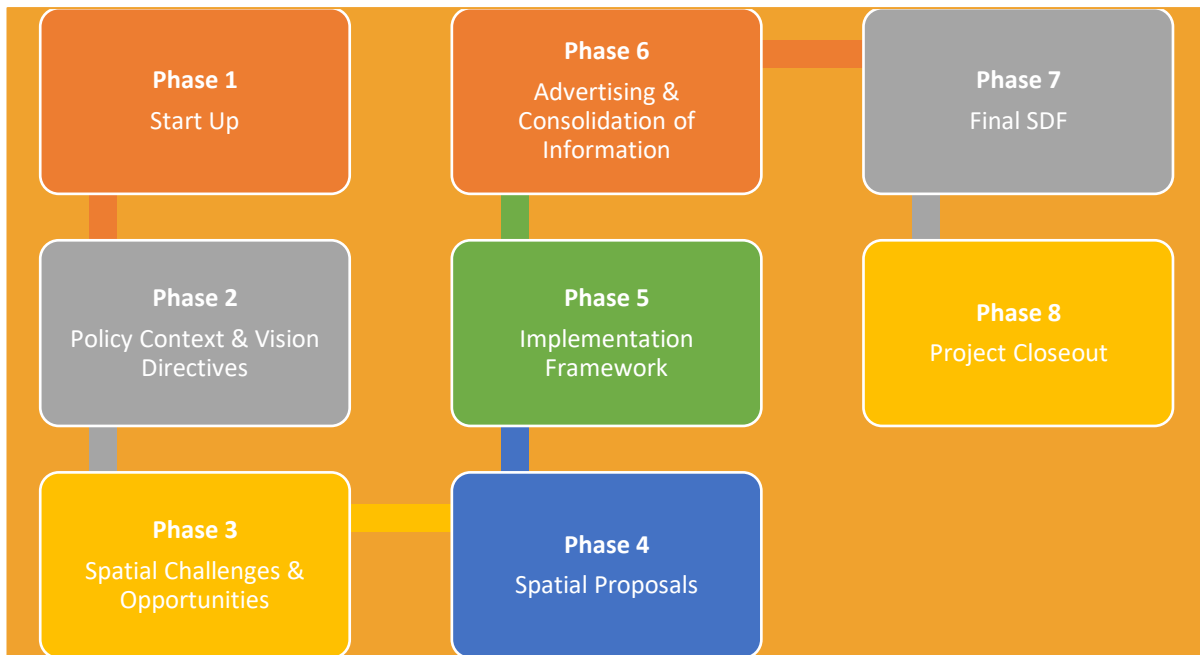 Phase 1
Start Up
Phase 2
Policy Context & Vision
Directives
Phase 3
Spatial Challenges &
Opportunities
Phase 4
Spatial Proposals
Phase 5
Implementation
Framework
Phase 6
Advertising &
Consolidation of
Information
Phase 7
Final SDF
Phase 8
Project Closeout